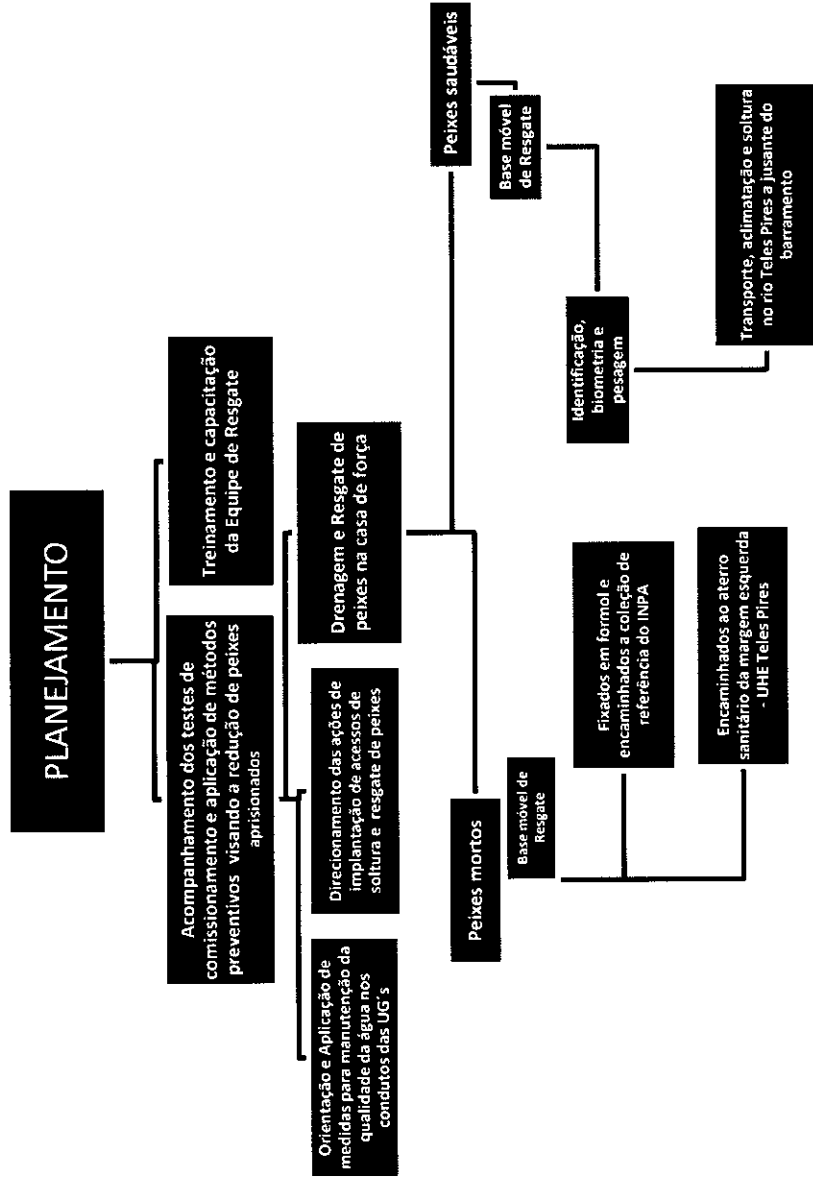 PLANEJAMENTO
Acompanhamento dos testes de
comissionamento e aplicação de métodos
preventivos visando a redução de peixes
aprisionados
Treinamento e capacitação
da Equipe de Resgate
Orientação e Aplicação de
medidas para manutenção da
qualidade da água nos
condutos das UG´s
Direcionamento das ações de
implantação de acessos de
soltura e resgate de peixes
Drenagem e Resgate de
peixes na casa de força
Peixes mortos
Base móvel de
Resgate
Fixados em formol e
encaminhados a coleção de
referência do INPA
Encaminhados ao aterro
sanitário da margem esquerda
- UHE Teles Pires
Peixes saudáveis
Base móvel
de Resgate
Identificação,
biometria e
pesagem
Transporte, aclimatação e soltura
no rio Teles Pires a jusante do
barramento